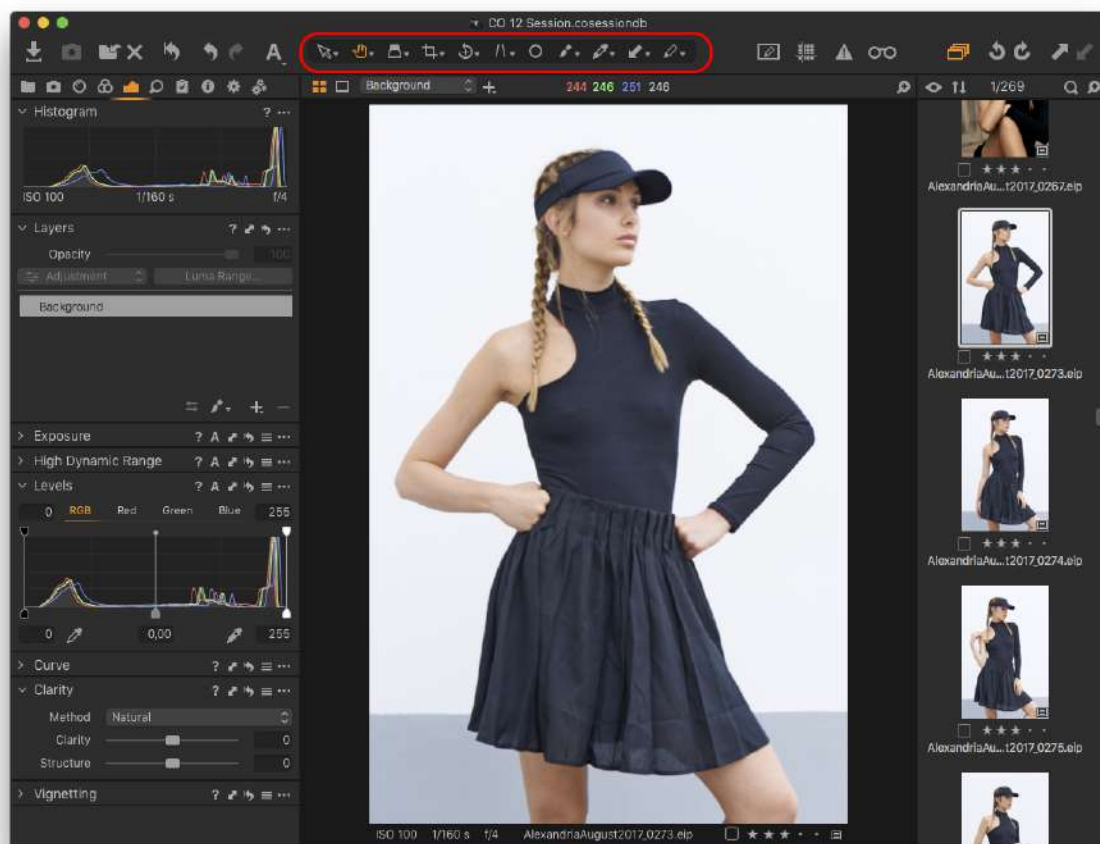 CO 12 Session.cosessiondb
A
Background
244 246 251 246
1/269
Histogram
?
ISO 100
1/160 s
f/4
Layers
?
Opacity
100
Adjustment
Luma Range...
Background
Exposure
? A
High Dynamic Range
? A
Levels
? A
0
RGB
Red
Green
Blue
255
0
0,00
255
Curve
?
Clarity
?
Method
Natural
Clarity
0
Structure
0
Vignetting
?
ISO 100
1/160 s
f/4
AlexandriaAugust2017_0273.eip
AlexandriaAu...t2017_0267.eip
AlexandriaAu...t2017_0273.eip
AlexandriaAu...t2017_0274.eip
AlexandriaAu...t2017_0275.eip